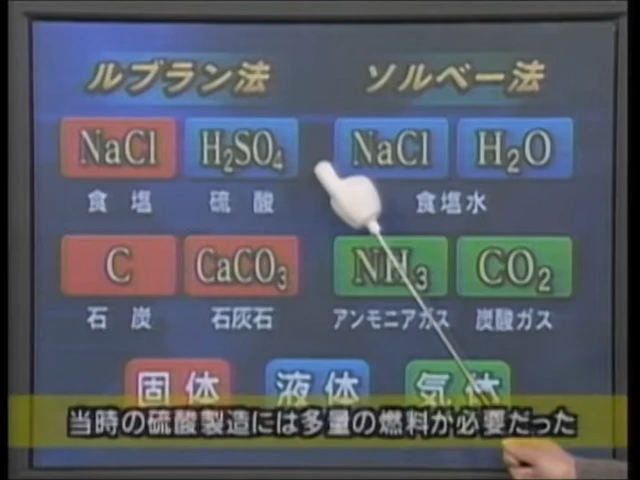 ルブラン法 ソルベー法
NaCl H₂SO₄ NaCl H₂O
食塩 硫酸 食塩水
C CaCO₃ NH₃ CO₂
石炭 石灰石 アンモニアガス 炭酸ガス
固体 液体 気体
当時の硫酸製造には多量の燃料が必要だった